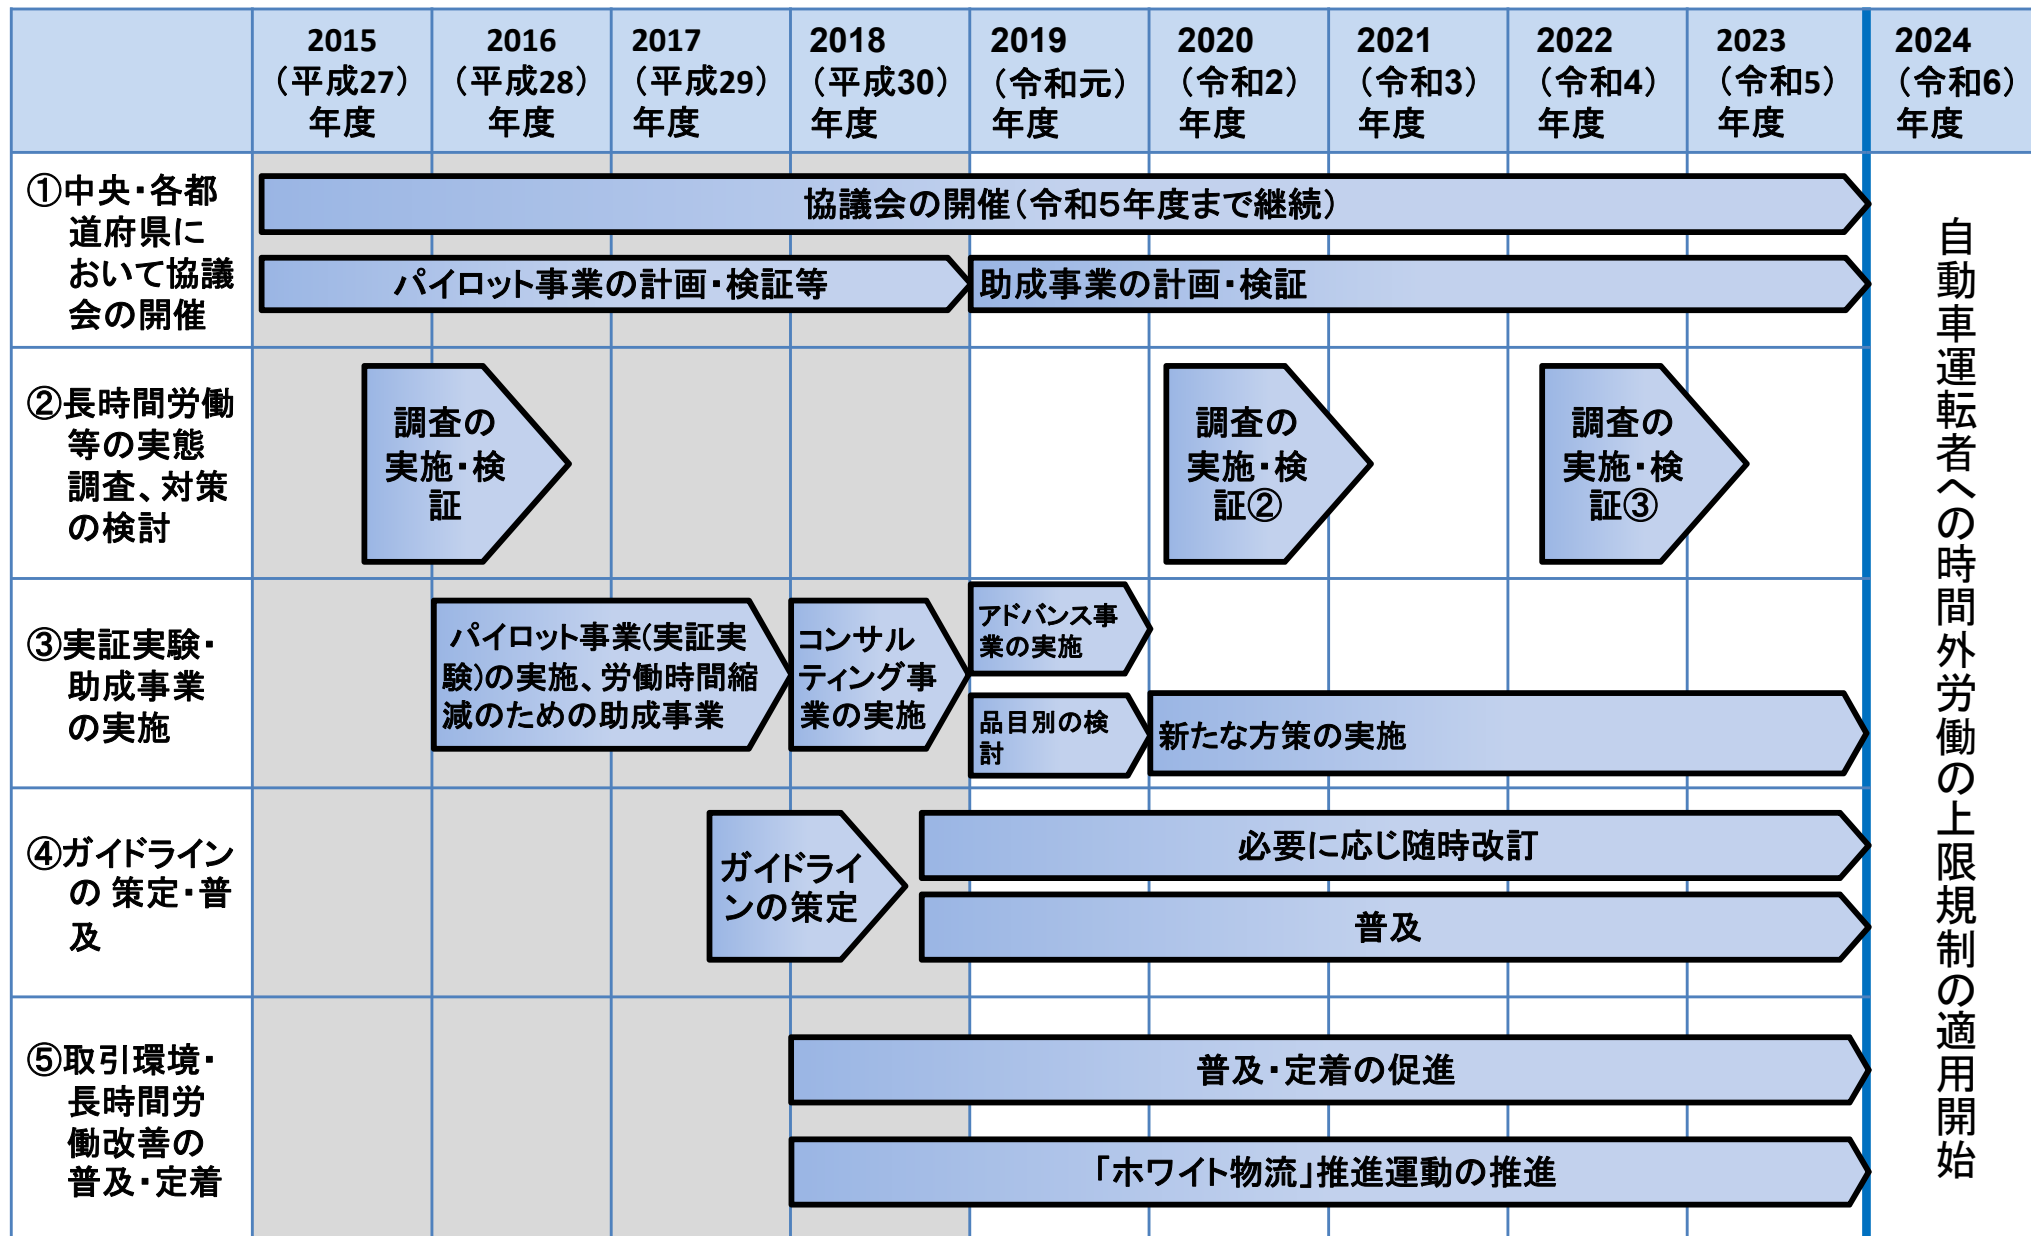 2015
（平成27）
年度
2016
（平成28）
年度
2017
（平成29）
年度
2018
（平成30）
年度
2019
（令和元）
年度
2020
（令和2）
年度
2021
（令和3）
年度
2022
（令和4）
年度
2023
（令和5）
年度
2024
（令和6）
年度
①中央・各都
道府県に
おいて協議
会の開催
協議会の開催（令和５年度まで継続）
パイロット事業の計画・検証等
助成事業の計画・検証
②長時間労働
等の実態
調査、対策
の検討
調査の
実施・検
証
調査の
実施・検
証②
調査の
実施・検
証③
③実証実験・
助成事業
の実施
パイロット事業(実証実
験)の実施、労働時間縮
減のための助成事業
コンサル
ティング事
業の実施
アドバンス事
業の実施
品目別の検
討
新たな方策の実施
④ガイドライン
の 策定・普
及
ガイドライ
ンの策定
必要に応じ随時改訂
普及
⑤取引環境・
長時間労
働改善の
普及・定着
普及・定着の促進
「ホワイト物流」推進運動の推進
自動車運転者への時間外労働の上限規制の適用開始